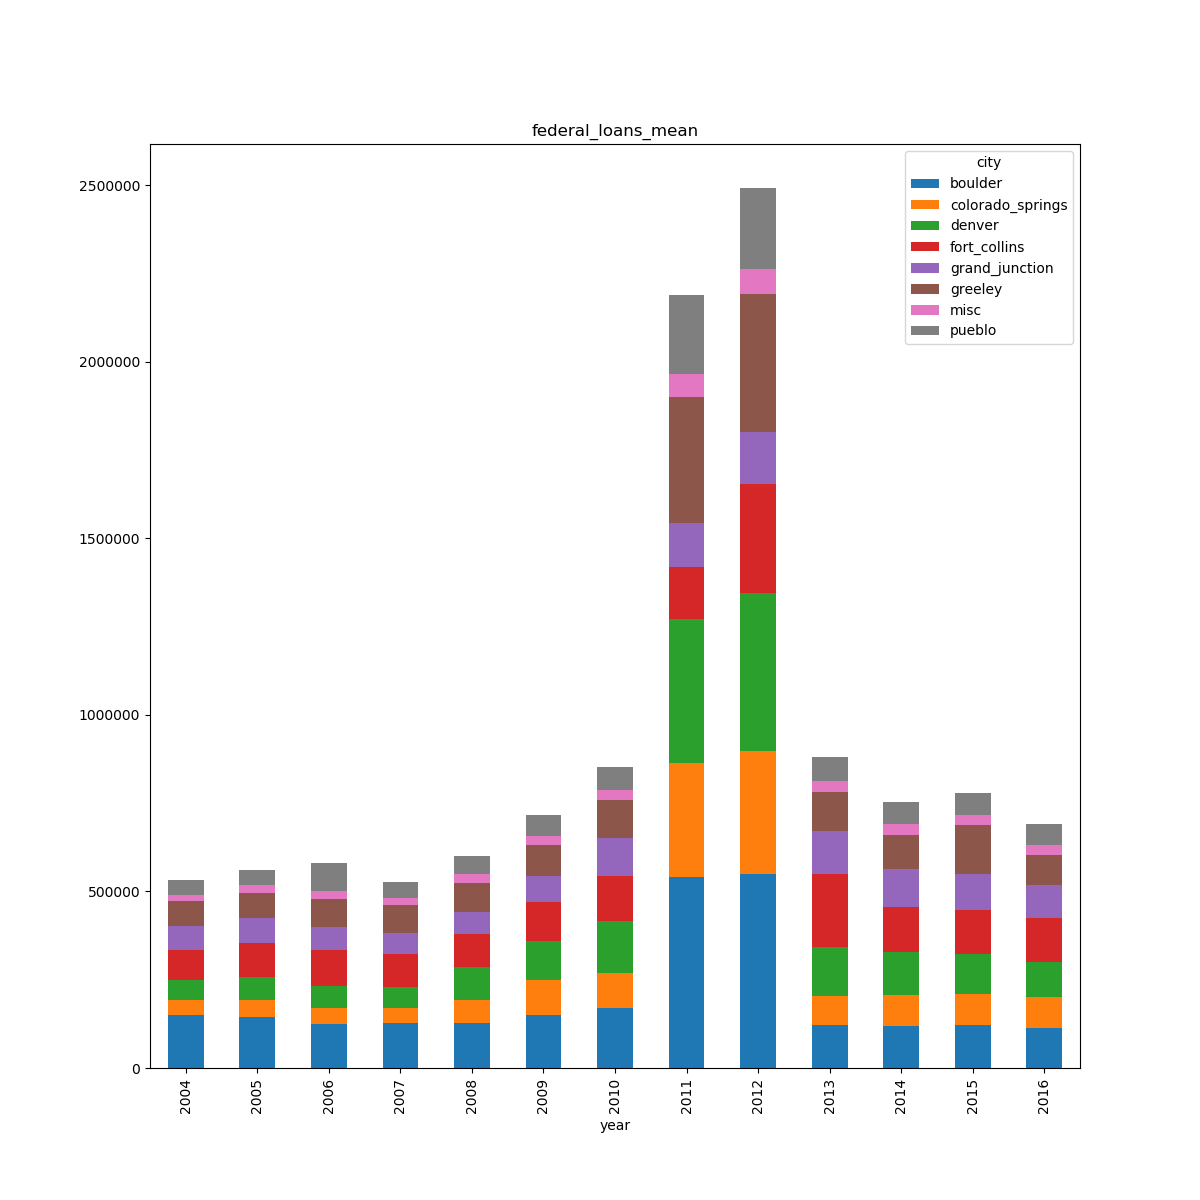 federal_loans_mean
city
boulder
colorado_springs
denver
fort_collins
grand_junction
greeley
misc
pueblo
2500000
2000000
1500000
1000000
500000
0
2004
2005
2006
2007
2008
2009
2010
2011
2012
2013
2014
2015
2016
year